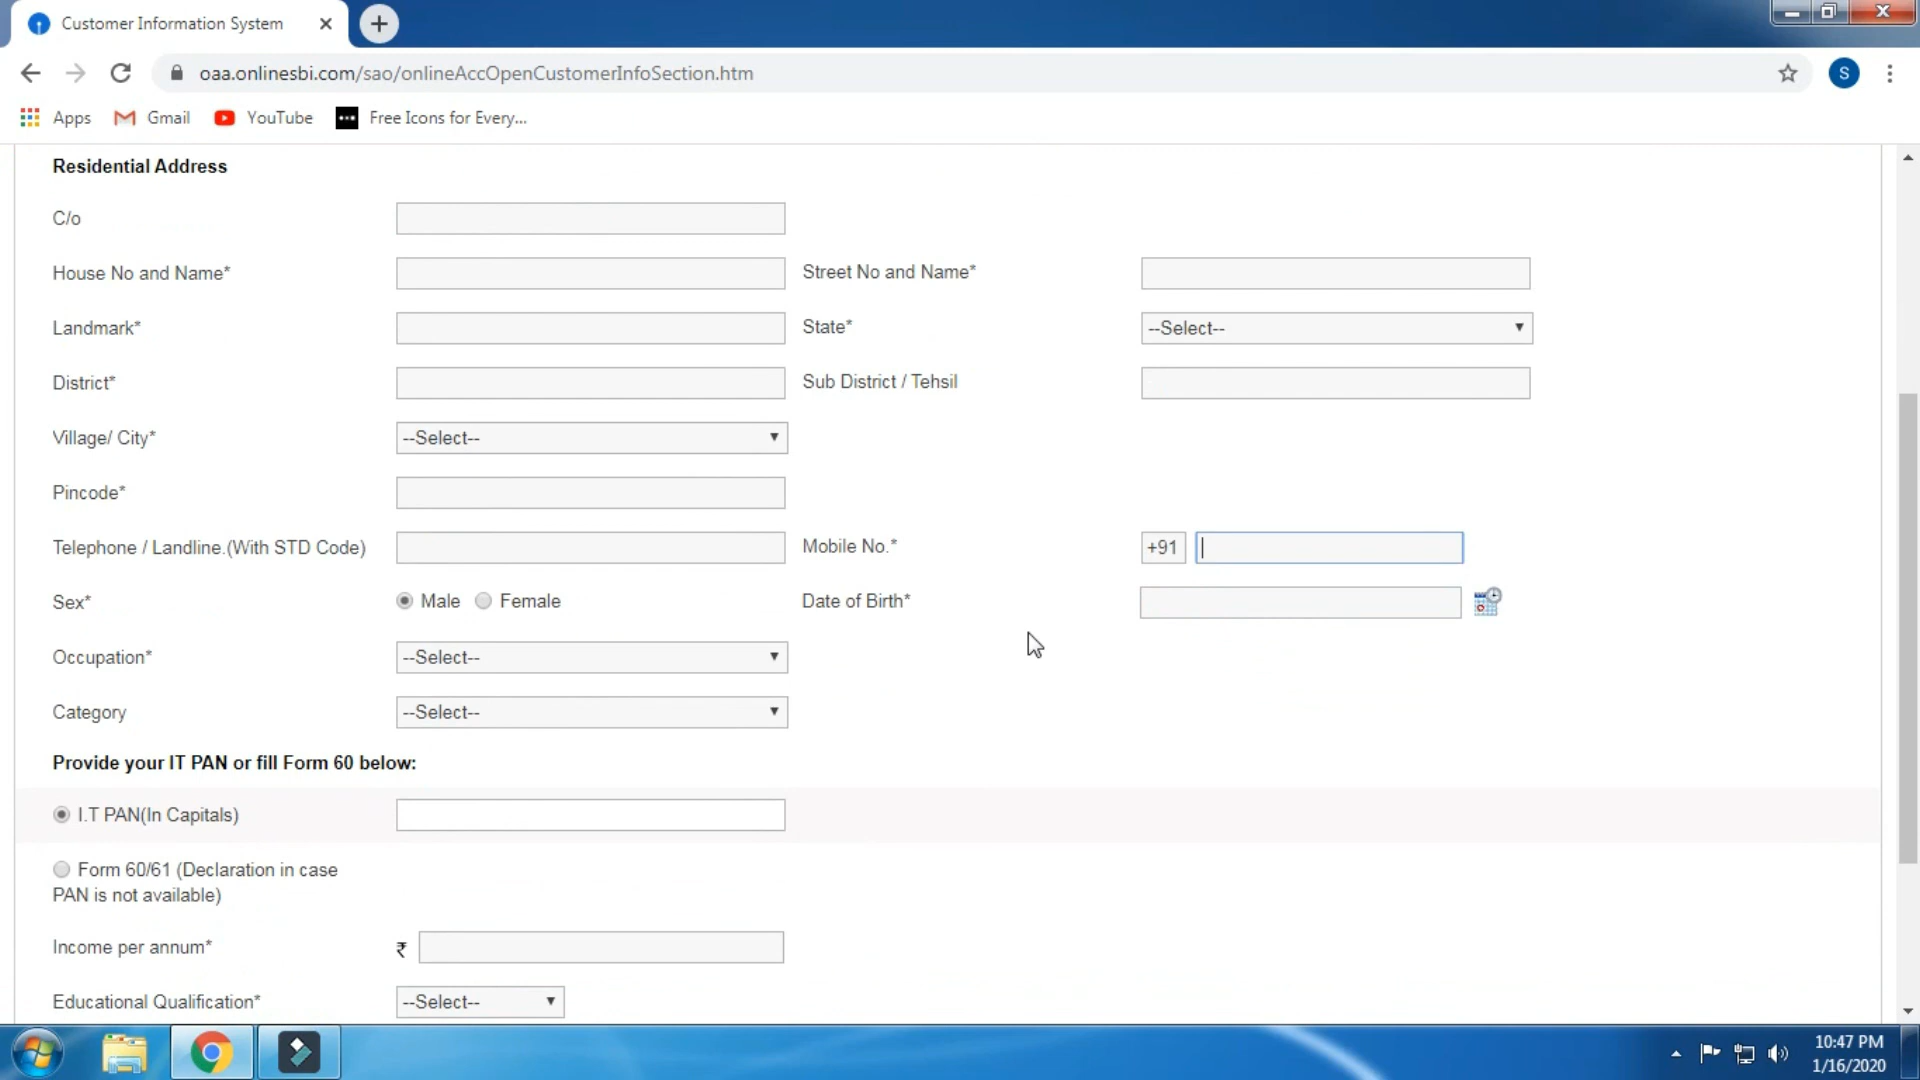 Customer Information System
oaa.onlinesbi.com/sao/onlineAccOpenCustomerInfoSection.htm
S
Apps Gmail YouTube Free Icons for Every...
Residential Address
C/o
House No and Name* Street No and Name*
Landmark* State* --Select--
District* Sub District / Tehsil
Village/ City* --Select--
Pincode*
Telephone / Landline.(With STD Code) Mobile No.* +91
Sex* Male Female Date of Birth*
Occupation* --Select--
Category --Select--
Provide your IT PAN or fill Form 60 below:
I.T PAN(In Capitals)
Form 60/61 (Declaration in case
PAN is not available)
Income per annum* ₹
Educational Qualification* --Select--
10:47 PM
1/16/2020